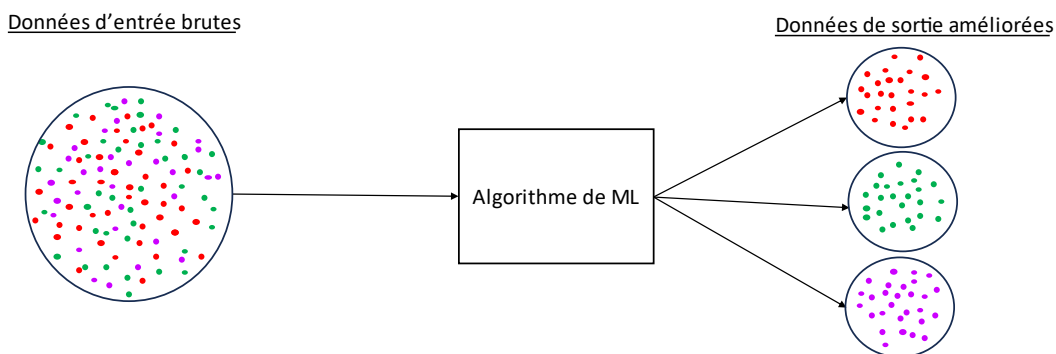 Données d'entrée brutes
Données de sortie améliorées
Algorithme de ML